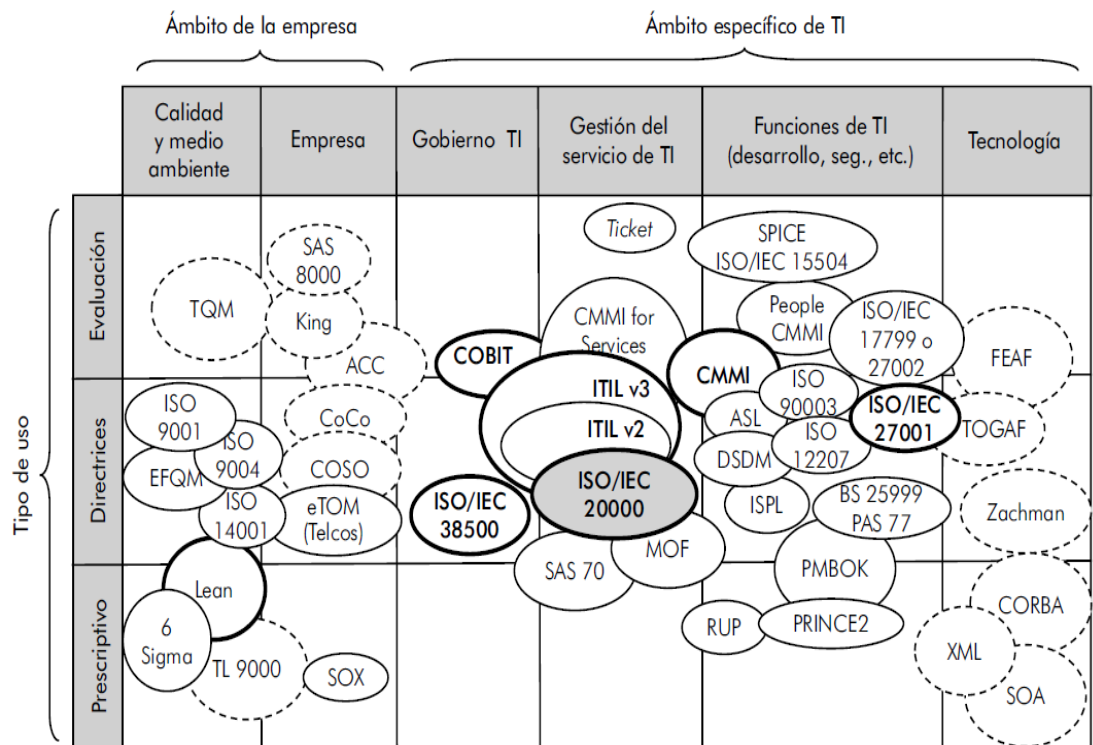 Ámbito de la empresa
Ámbito específico de TI
Calidad
y medio
ambiente
Empresa
Gobierno TI
Gestión del
servicio de TI
Funciones de TI
(desarrollo, seg., etc.)
Tecnología
Tipo de uso
Evaluación
TQM
SAS
8000
King
ACC
COBIT
Ticket
CMMI for
Services
SPICE
ISO/IEC 15504
People
CMMI
ISO/IEC
17799 o
27002
CMMI
FEAF
Directrices
ISO
9001
ISO
9004
EFQM
ISO
14001
CoCo
COSO
eTOM
(Telcos)
ISO/IEC
38500
ITIL v3
ITIL v2
ISO/IEC
20000
MOF
ISO
90003
ASL
ISO
12207
DSDM
ISPL
ISO/IEC
27001
BS 25999
PAS 77
TOGAF
Zachman
Prescriptivo
Lean
6
Sigma
TL 9000
SOX
SAS 70
PMBOK
RUP
PRINCE2
CORBA
XML
SOA